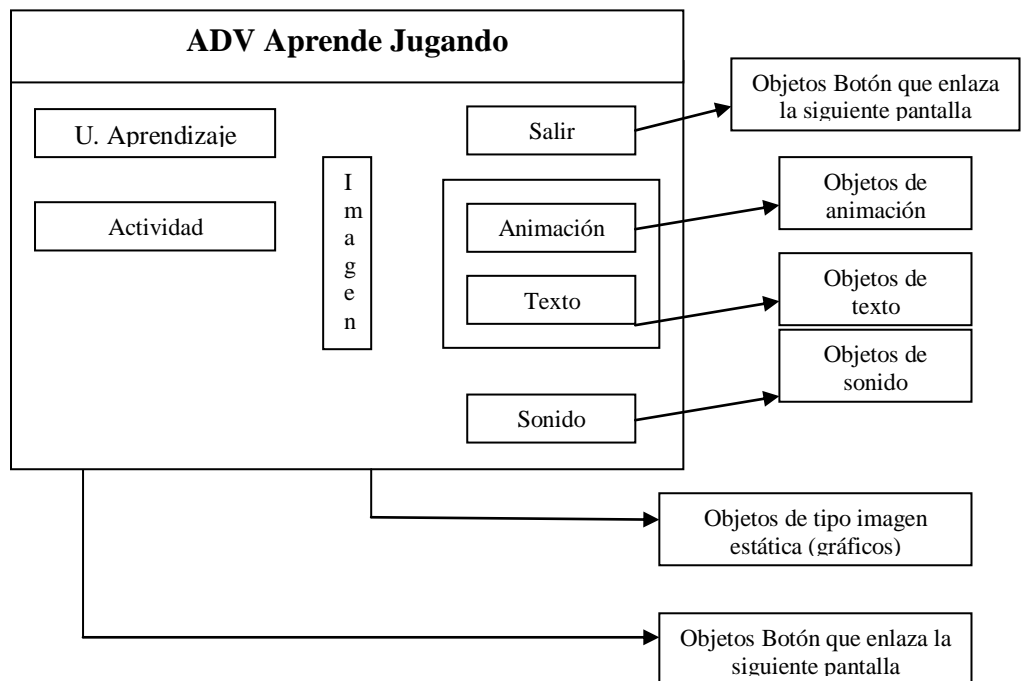 ADV Aprende Jugando
U. Aprendizaje
Actividad
Imagen
Salir
Animación
Texto
Sonido
Objetos Botón que enlaza
la siguiente pantalla
Objetos de
animación
Objetos de
texto
Objetos de
sonido
Objetos de tipo imagen
estática (gráficos)
Objetos Botón que enlaza la
siguiente pantalla